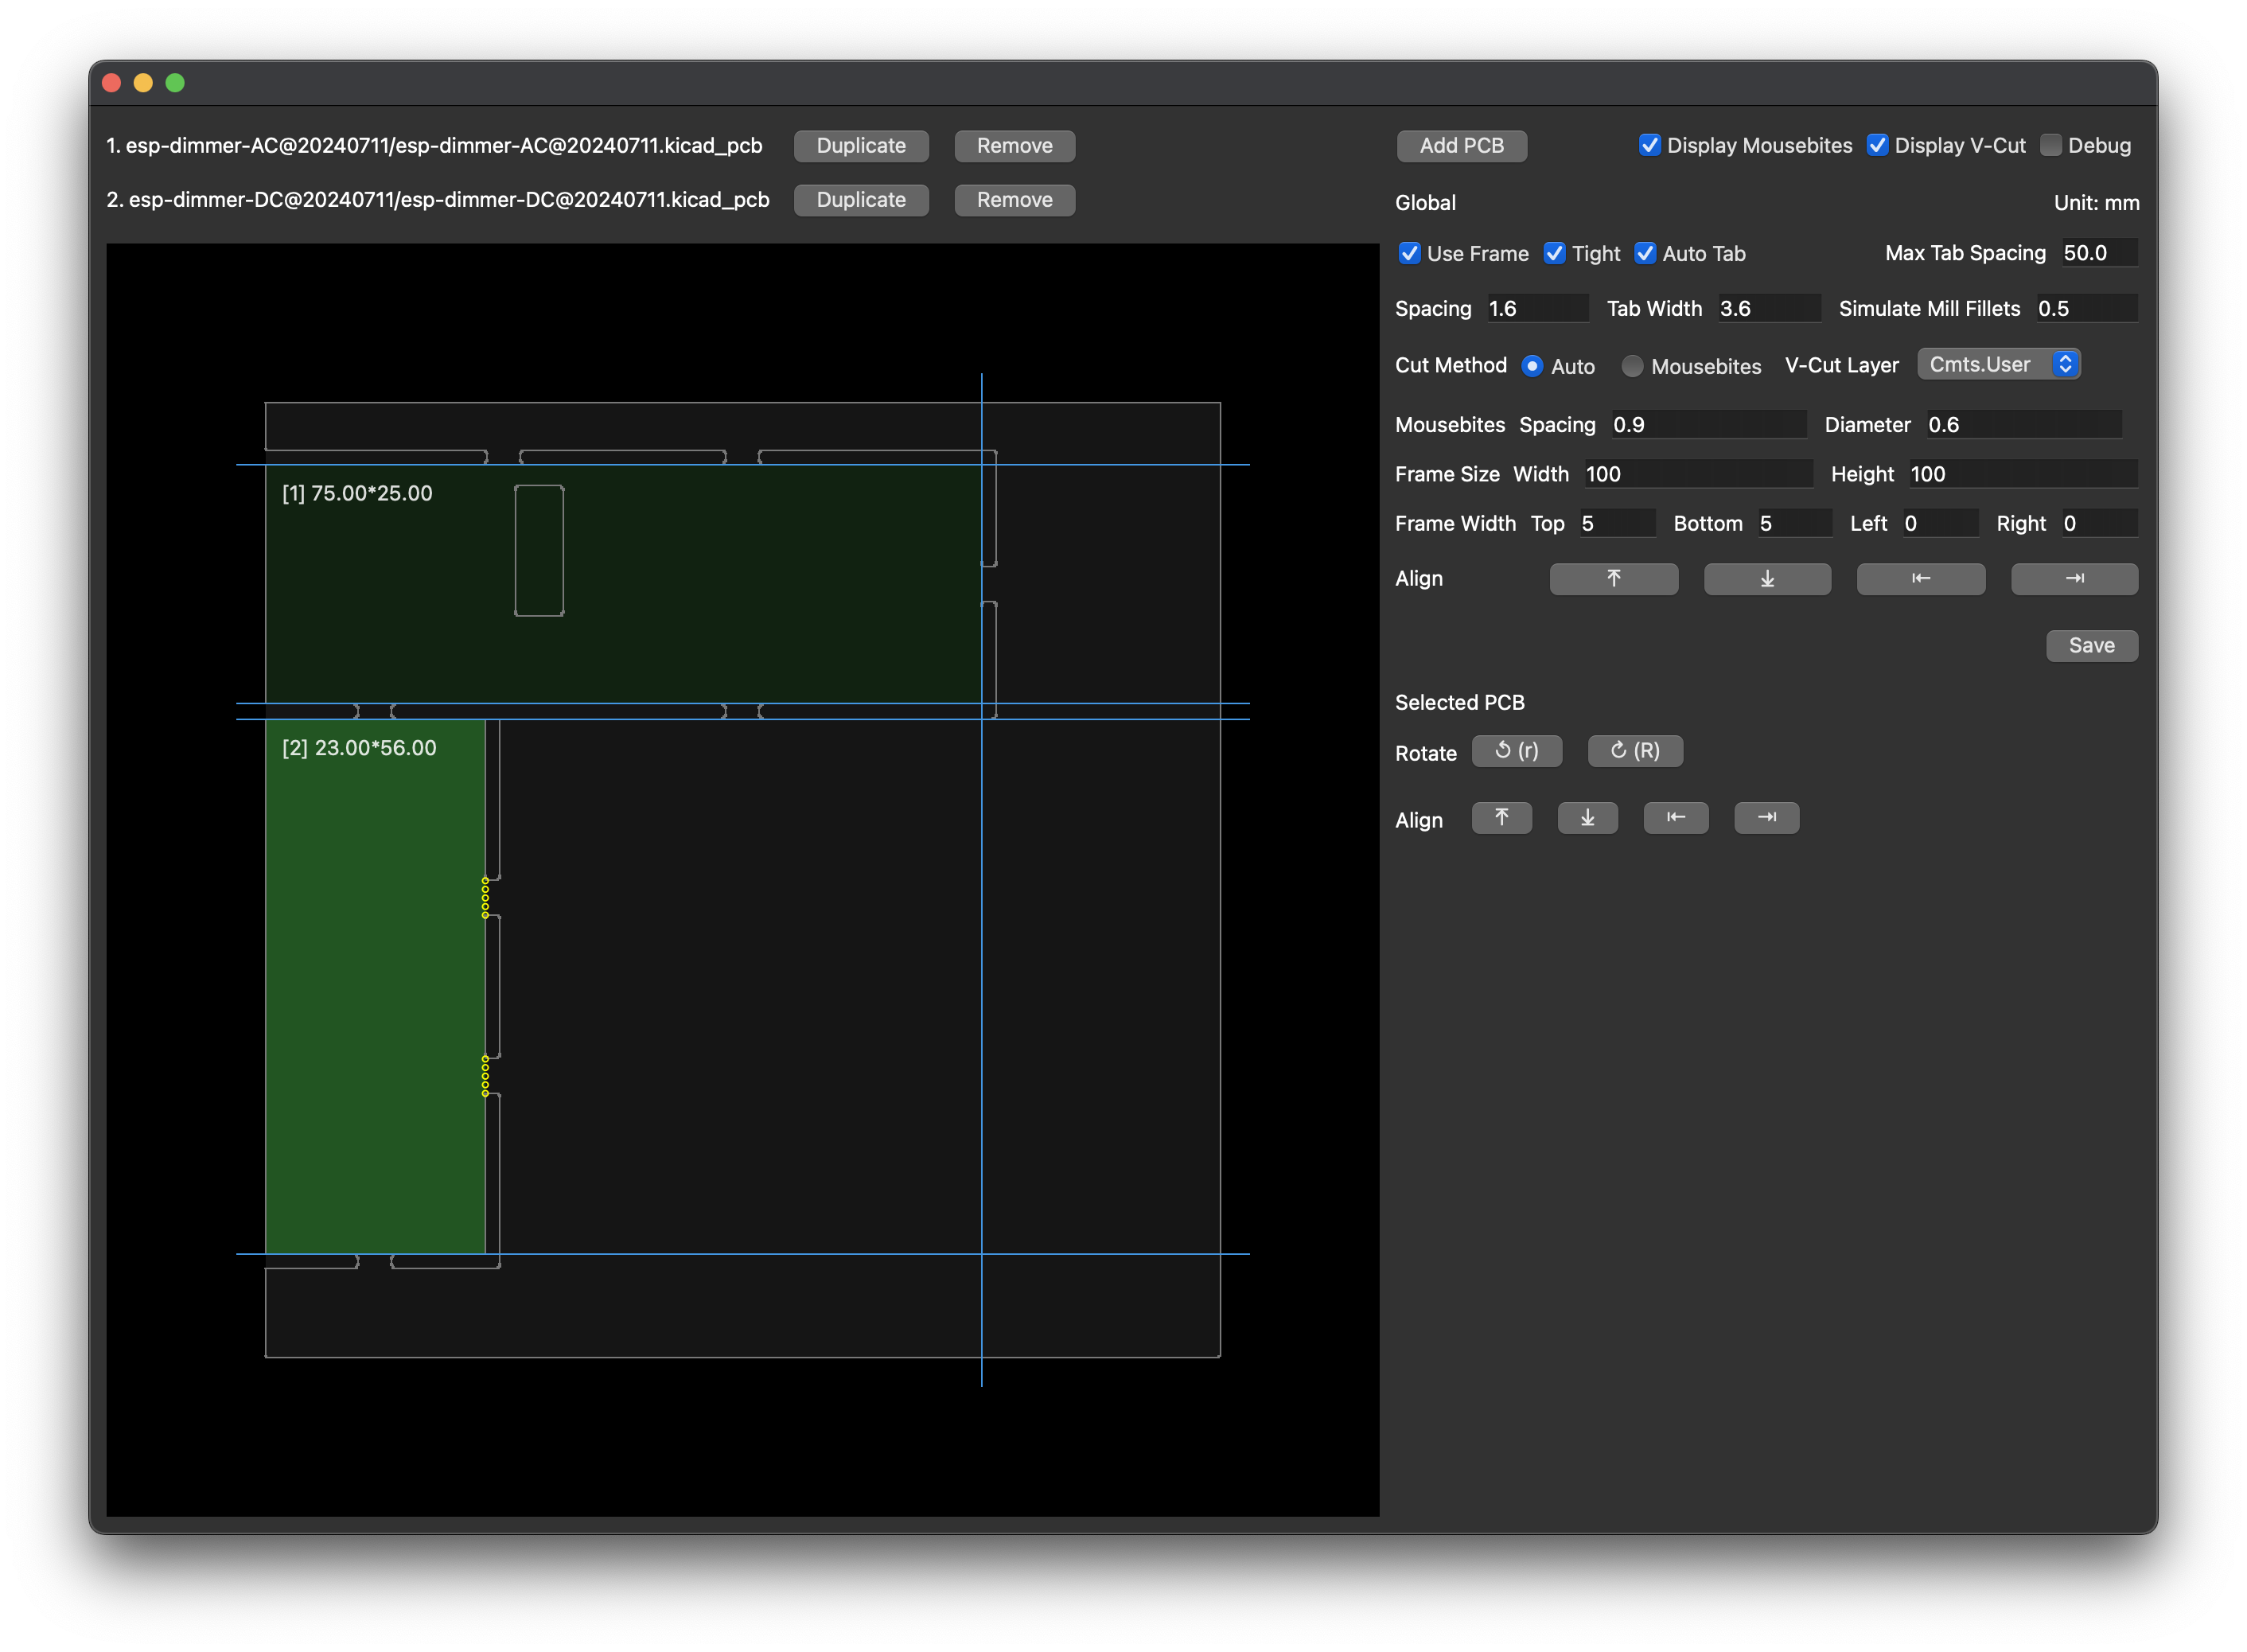 1. esp-dimmer-AC@20240711/esp-dimmer-AC@20240711.kicad_pcb Duplicate Remove
2. esp-dimmer-DC@20240711/esp-dimmer-DC@20240711.kicad_pcb Duplicate Remove
[1] 75.00*25.00
[2] 23.00*56.00
Add PCB Display Mousebites Display V-Cut Debug
Global Unit: mm
Use Frame Tight Auto Tab Max Tab Spacing 50.0
Spacing 1.6 Tab Width 3.6 Simulate Mill Fillets 0.5
Cut Method Auto Mousebites V-Cut Layer Cmts.User
Mousebites Spacing 0.9 Diameter 0.6
Frame Size Width 100 Height 100
Frame Width Top 5 Bottom 5 Left 0 Right 0
Align ⤒ ⤓ ⇤ ⇥
Save
Selected PCB
Rotate ↺ (r) ↻ (R)
Align ⤒ ⤓ ⇤ ⇥